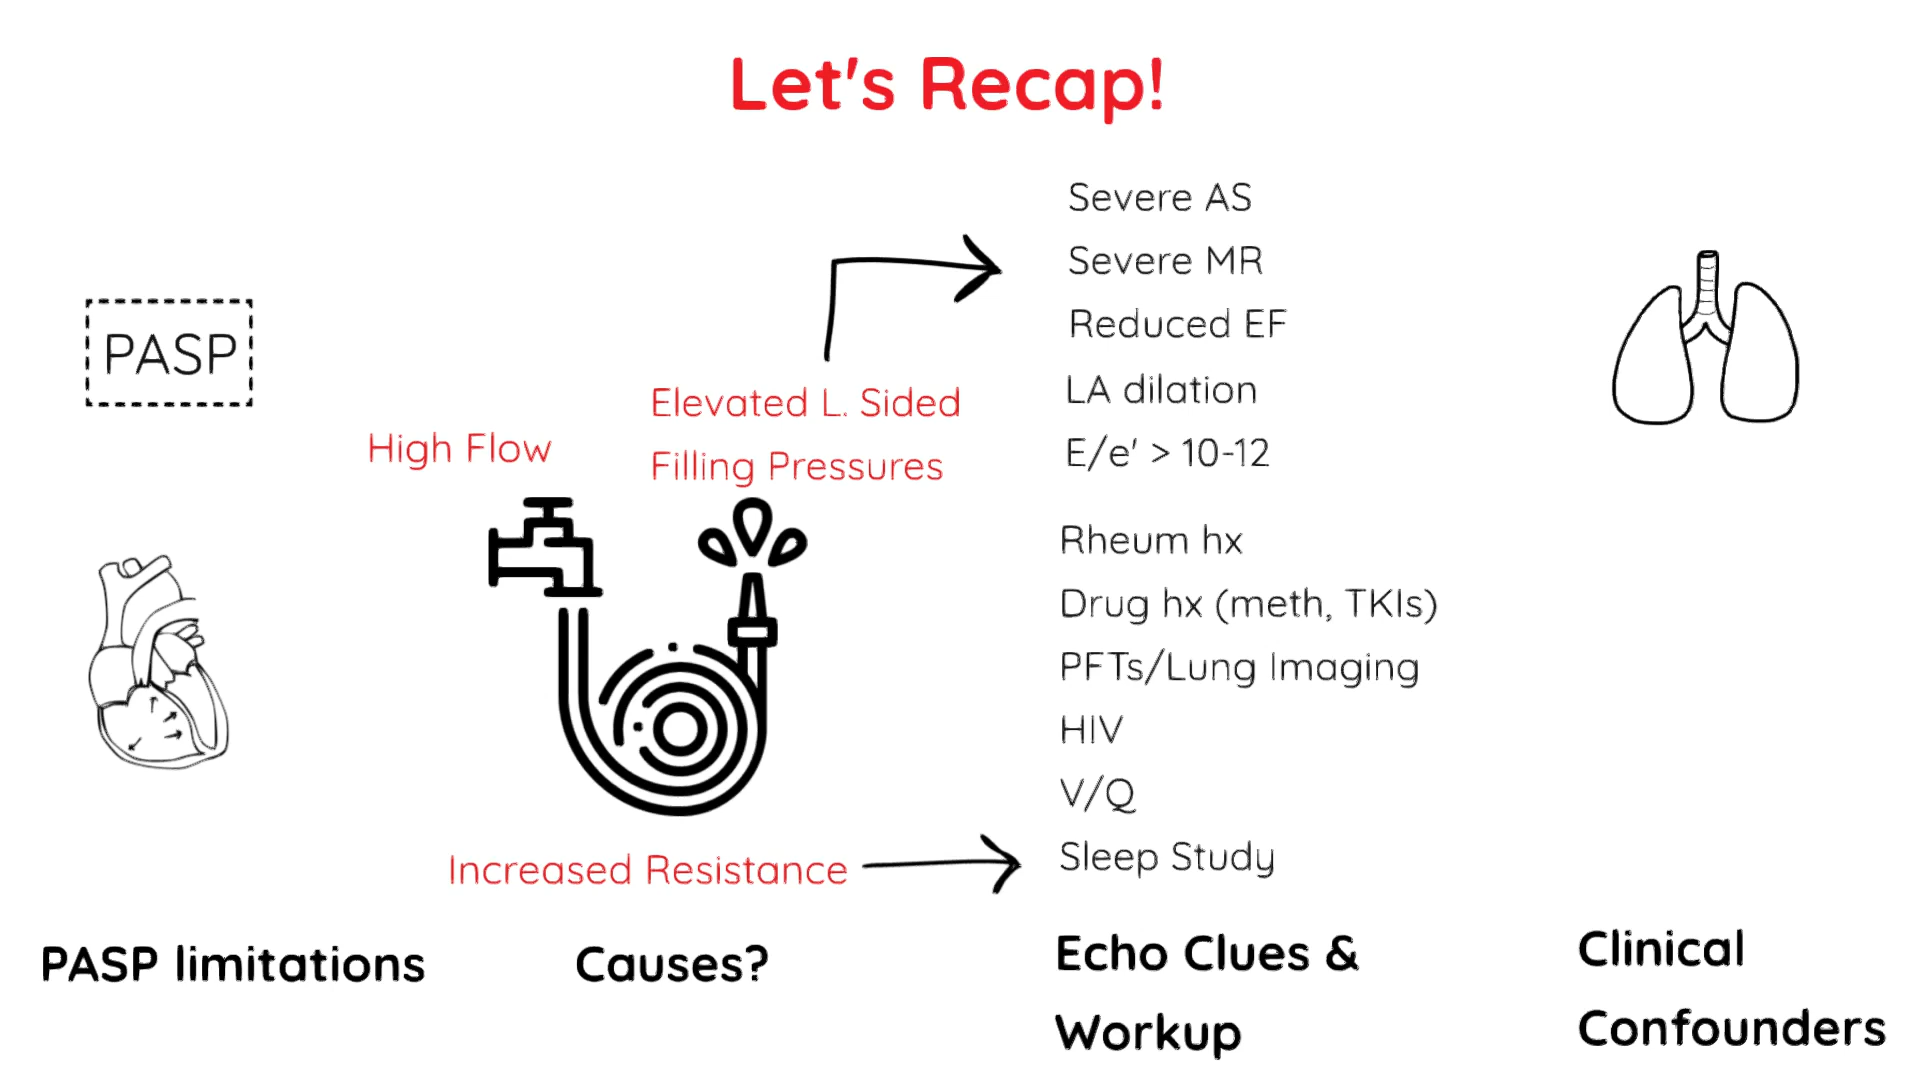 Let's Recap!
PASP
High Flow
Elevated L. Sided
Filling Pressures
Increased Resistance
Severe AS
Severe MR
Reduced EF
LA dilation
E/e' > 10-12
Rheum hx
Drug hx (meth, TKIs)
PFTs/Lung Imaging
HIV
V/Q
Sleep Study
PASP limitations
Causes?
Echo Clues &
Workup
Clinical
Confounders